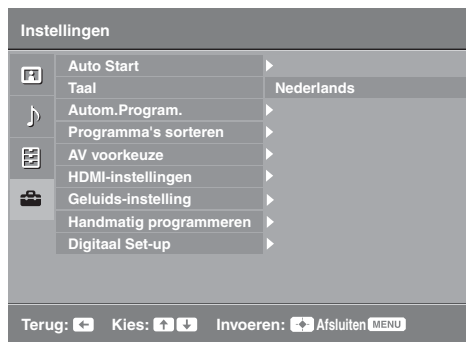 Instellingen
Auto Start
Taal Nederlands
Autom.Program.
Programma's sorteren
AV voorkeuze
HDMI-instellingen
Geluids-instelling
Handmatig programmeren
Digitaal Set-up
Terug: Kies: Invoeren: Afsluiten MENU